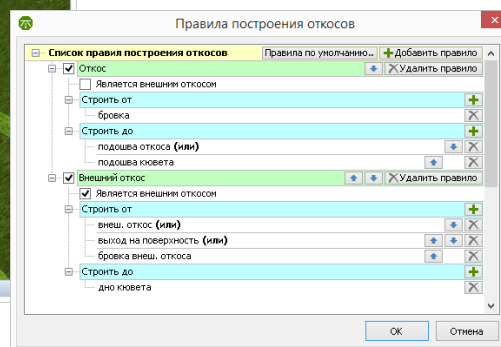 Правила построения откосов
Список правил построения откосов Правила по умолчанию... Добавить правило
Откос Удалить правило
Является внешним откосом
Строить от
бровка
Строить до
подошва откоса (или)
подошва кювета
Внешний откос Удалить правило
Является внешним откосом
Строить от
внеш. откос (или)
выход на поверхность (или)
бровка внеш. откоса
Строить до
дно кювета
ОК Отмена